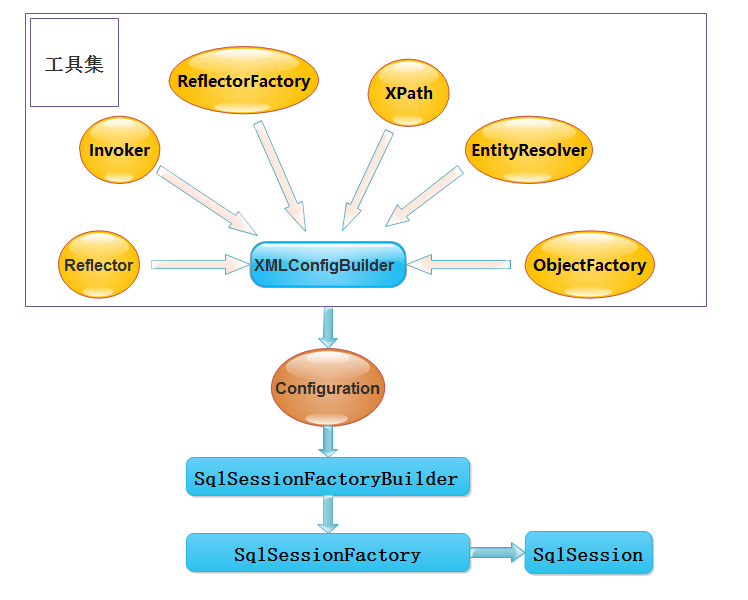 工具集
ReflectorFactory
XPath
Invoker
EntityResolver
Reflector
XMLConfigBuilder
ObjectFactory
Configuration
SqlSessionFactoryBuilder
SqlSessionFactory
SqlSession